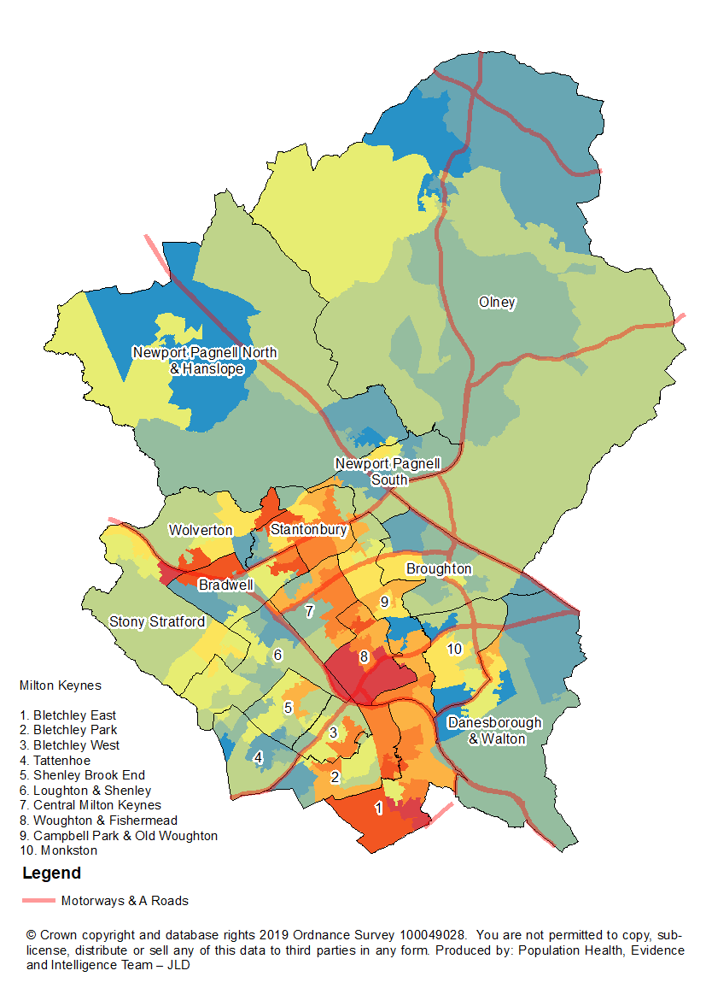 Olney
Newport Pagnell North
& Hanslope
Newport Pagnell
South
Wolverton
Stantonbury
Broughton
Bradwell
9
7
Stony Stratford
10
6
8
Milton Keynes
5
1. Bletchley East
2. Bletchley Park
3. Bletchley West
4. Tattenhoe
5. Shenley Brook End
6. Loughton & Shenley
7. Central Milton Keynes
8. Woughton & Fishermead
9. Campbell Park & Old Woughton
10. Monkston
Danesborough
& Walton
3
4
2
1
Legend
Motorways & A Roads
© Crown copyright and database rights 2019 Ordnance Survey 100049028.  You are not permitted to copy, sub-
license, distribute or sell any of this data to third parties in any form. Produced by: Population Health, Evidence
and Intelligence Team – JLD